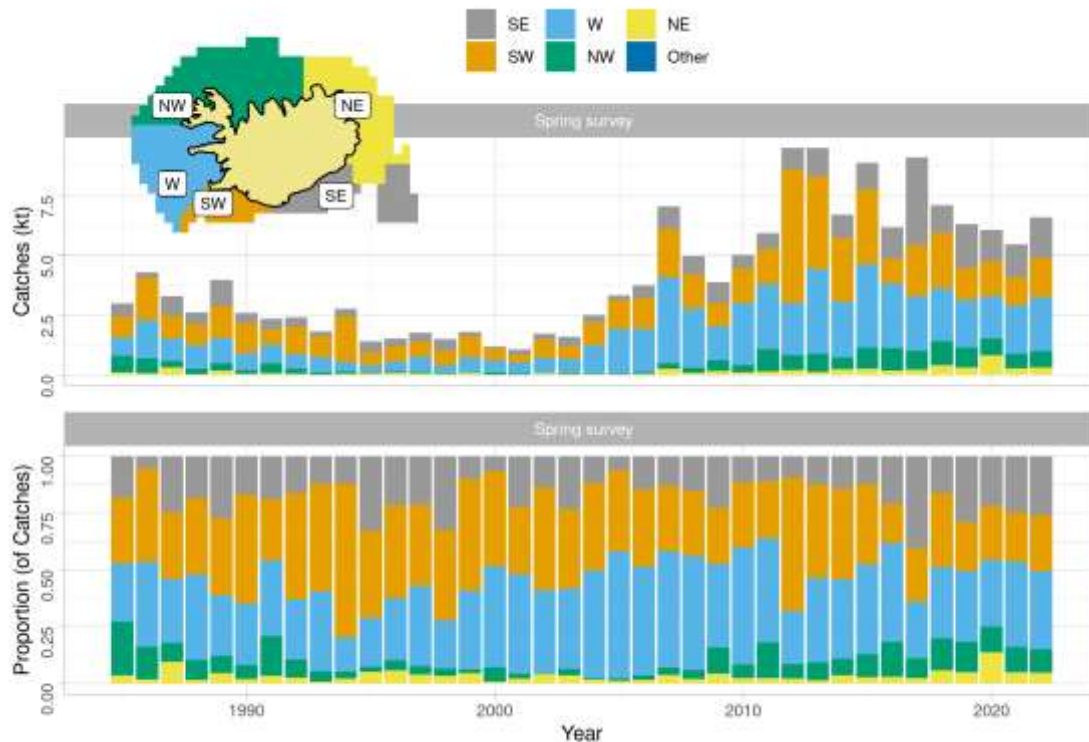 SE W NE
SW NW Other
NW NE
W SW SE
Spring survey
Catches (kt)
7.5
5.0
2.5
0.0
Spring survey
Proportion (of Catches)
1.00
0.75
0.50
0.25
0.00
1990 2000 2010 2020
Year